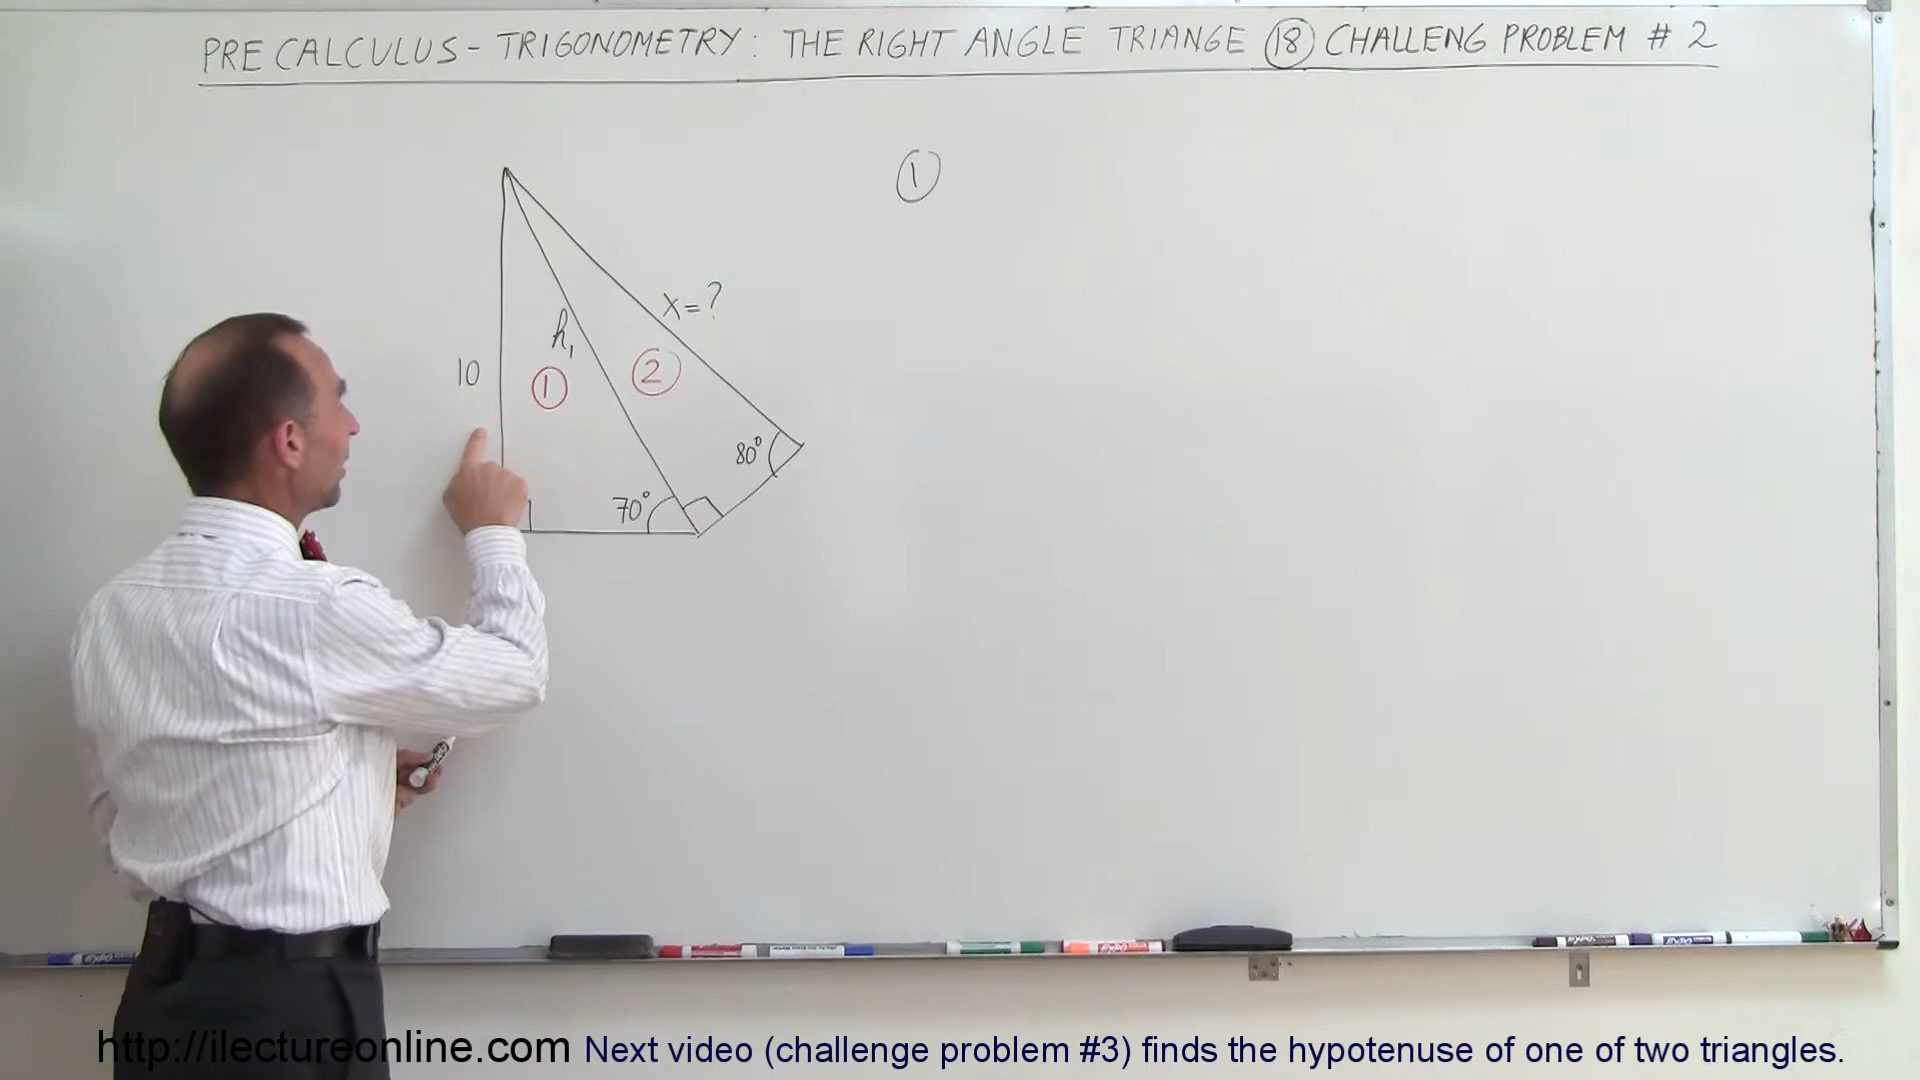 PRE CALCULUS - TRIGONOMETRY: THE RIGHT ANGLE TRIANGE 18 CHALLENG PROBLEM # 2
1
x = ?
h1
10
1
2
80°
70°
http://ilectureonline.com Next video (challenge problem #3) finds the hypotenuse of one of two triangles.